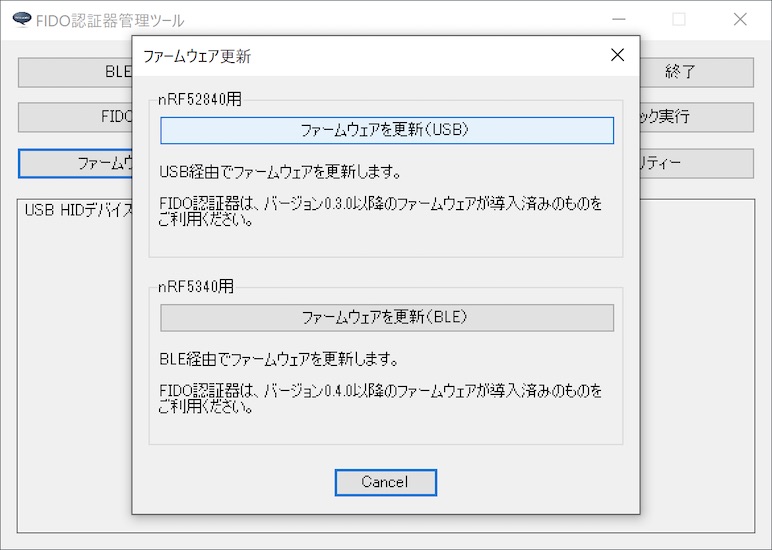 FIDO認証器管理ツール
ファームウェア更新
BLE
終了
nRF52840用
FIDO
ファームウェアを更新(USB)
ック実行
ファームウ
USB経由でファームウェアを更新します。
リティー
FIDO認証器は、バージョン0.3.0以降のファームウェアが導入済みのものを
ご利用ください。
USB HIDデバイス
nRF5340用
ファームウェアを更新(BLE)
BLE経由でファームウェアを更新します。
FIDO認証器は、バージョン0.4.0以降のファームウェアが導入済みのものを
ご利用ください。
Cancel